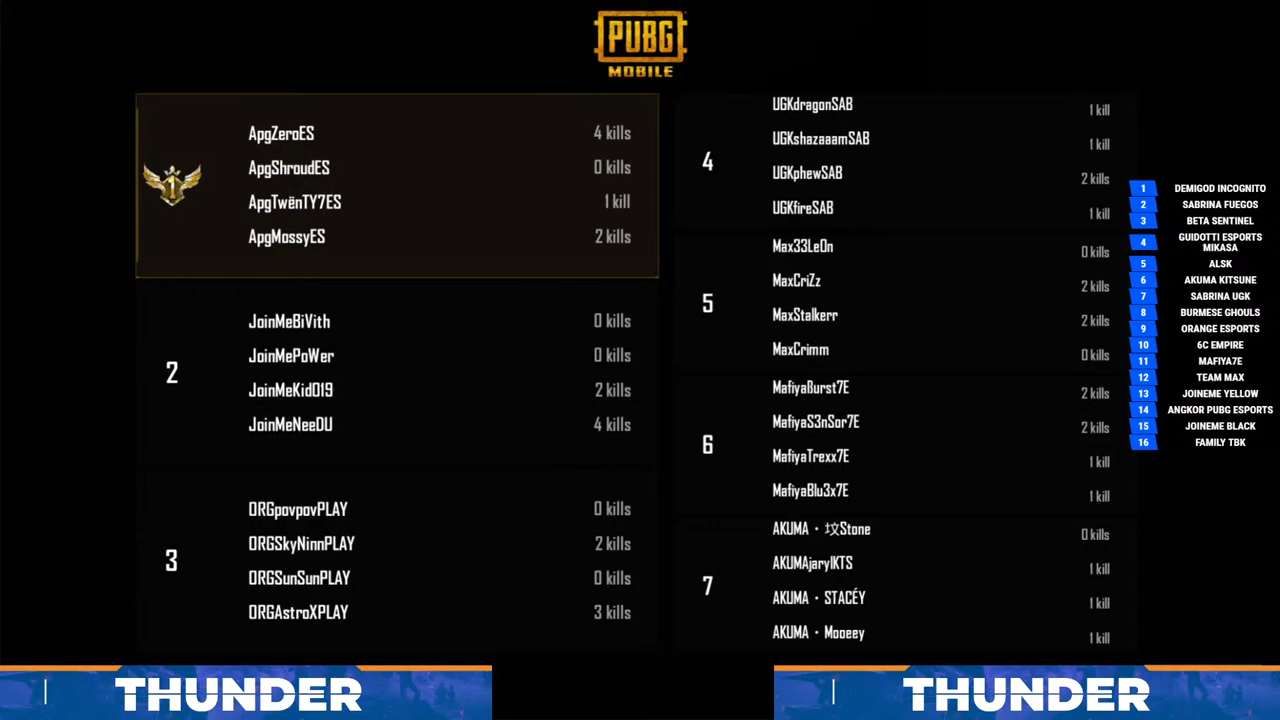 PUBG
MOBILE
1
ApgZeroES 4 kills
ApgShroudES 0 kills
ApgTwënTY7ES 1 kill
ApgMossyES 2 kills
2
JoinMeBiVith 0 kills
JoinMePoWer 0 kills
JoinMeKid019 2 kills
JoinMeNeeDU 4 kills
3
ORGpovpovPLAY 0 kills
ORGSkyNinnPLAY 2 kills
ORGSunSunPLAY 0 kills
ORGAstroXPLAY 3 kills
4
UGKdragonSAB 1 kill
UGKshazaaamSAB 1 kill
UGKphewSAB 2 kills
UGKfireSAB 1 kill
5
Max33LeOn 0 kills
MaxCriZz 2 kills
MaxStalkerr 2 kills
MaxCrimm 0 kills
6
MafiyaBurst7E 2 kills
MafiyaS3nSor7E 2 kills
MafiyaTrexx7E 1 kill
MafiyaBlu3x7E 1 kill
7
AKUMA・坟Stone 0 kills
AKUMAjarylKTS 1 kill
AKUMA・STACÉY 1 kill
AKUMA・Mooeey 1 kill
1 DEMIGOD INCOGNITO
2 SABRINA FUEGOS
3 BETA SENTINEL
4 GUIDOTTI ESPORTS
MIKASA
5 ALSK
6 AKUMA KITSUNE
7 SABRINA UGK
8 BURMESE GHOULS
9 ORANGE ESPORTS
10 6C EMPIRE
11 MAFIYA7E
12 TEAM MAX
13 JOINEME YELLOW
14 ANGKOR PUBG ESPORTS
15 JOINEME BLACK
16 FAMILY TBK
THUNDER
THUNDER